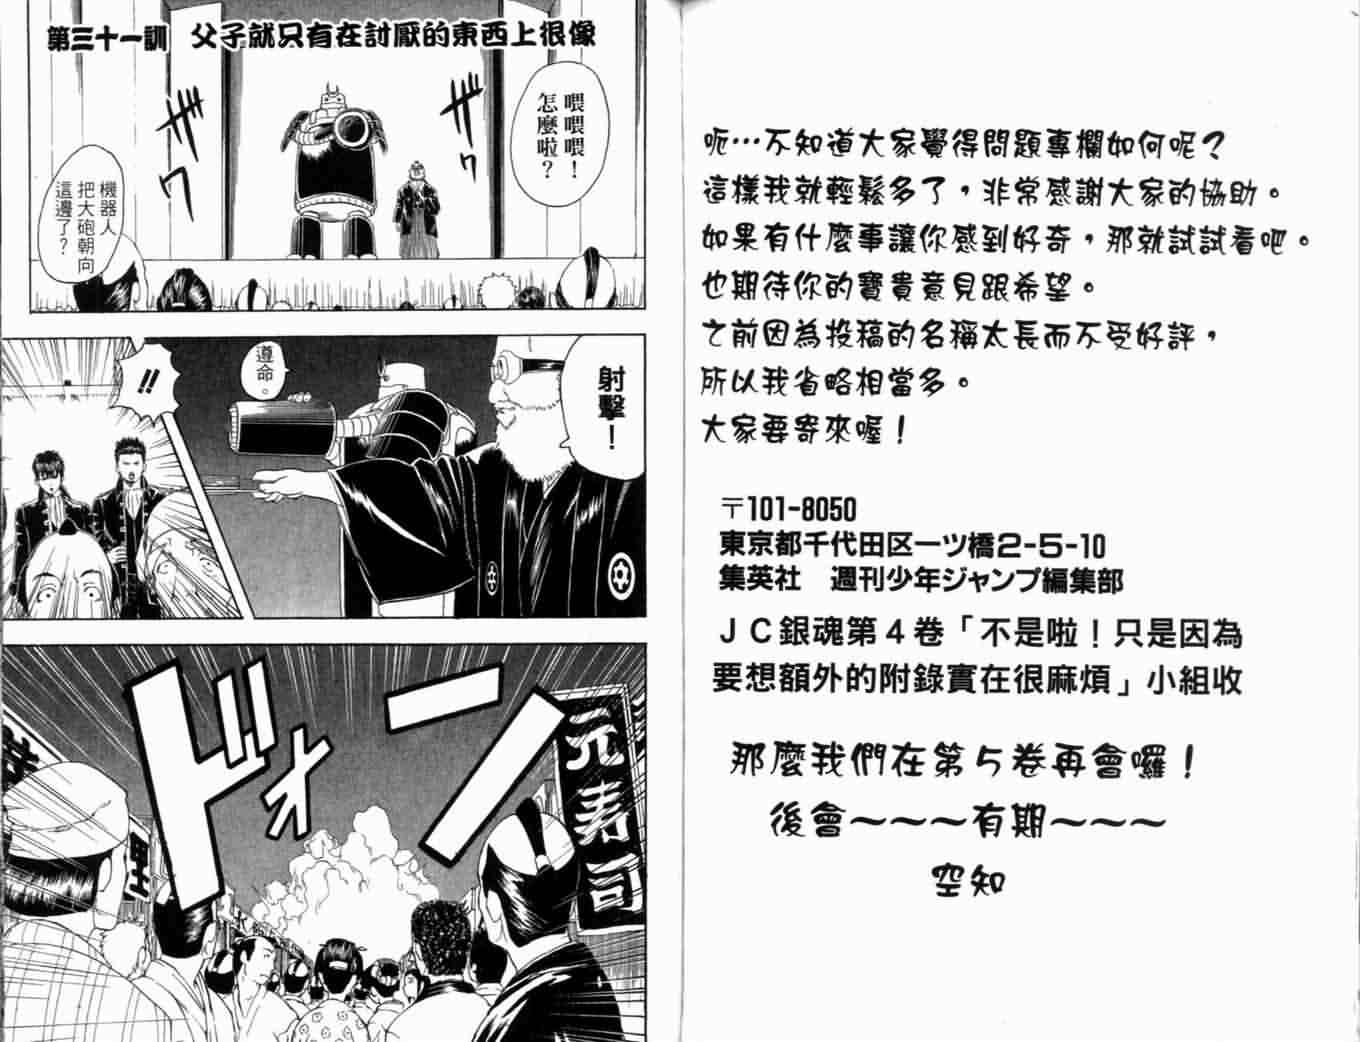 呃…不知道大家覺得問題專欄如何呢？
這樣我就輕鬆多了，非常感謝大家的協助。
如果有什麼事讓你感到好奇，那就試試看吧。
也期待你的寶貴意見跟希望。
之前因為投稿的名稱太長而不受好評，
所以我省略相當多。
大家要寄來喔！
〒101-8050
東京都千代田区一ツ橋2-5-10
集英社　週刊少年ジャンプ編集部
ＪＣ銀魂第４卷「不是啦！只是因為
要想額外的附錄實在很麻煩」小組收
那麼我們在第５卷再會囉！
後會～～～有期～～～
空知
第三十一訓　父子就只有在討厭的東西上很像
喂喂喂！
怎麼啦？
ザワ
ザワ
機器人
把大砲朝向
這邊了？
射擊！
遵命。
!!
ドォーン
元寿司